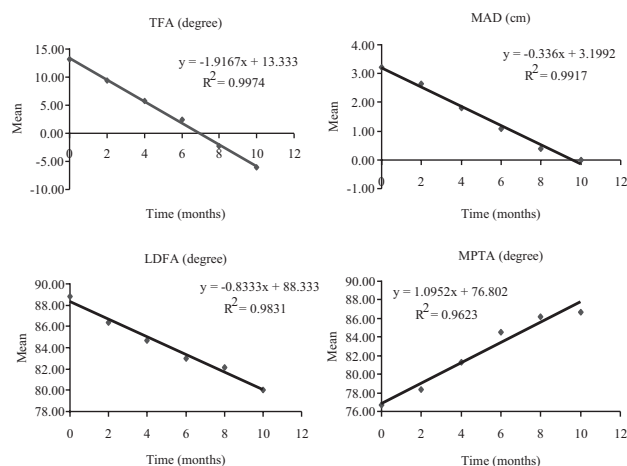 TFA (degree)
15.00
10.00
5.00
0.00
-5.00
-10.00
Mean
y = -1.9167x + 13.333
R2 = 0.9974
0 2 4 6 8 10 12
Time (months)
MAD (cm)
4.00
3.00
2.00
1.00
0.00
-1.00
Mean
y = -0.336x + 3.1992
R2 = 0.9917
0 2 4 6 8 10 12
Time (months)
LDFA (degree)
90.00
88.00
86.00
84.00
82.00
80.00
78.00
Mean
y = -0.8333x + 88.333
R2 = 0.9831
0 2 4 6 8 10 12
Time (months)
MPTA (degree)
90.00
88.00
86.00
84.00
82.00
80.00
78.00
76.00
Mean
y = 1.0952x + 76.802
R2 = 0.9623
0 2 4 6 8 10 12
Time (months)